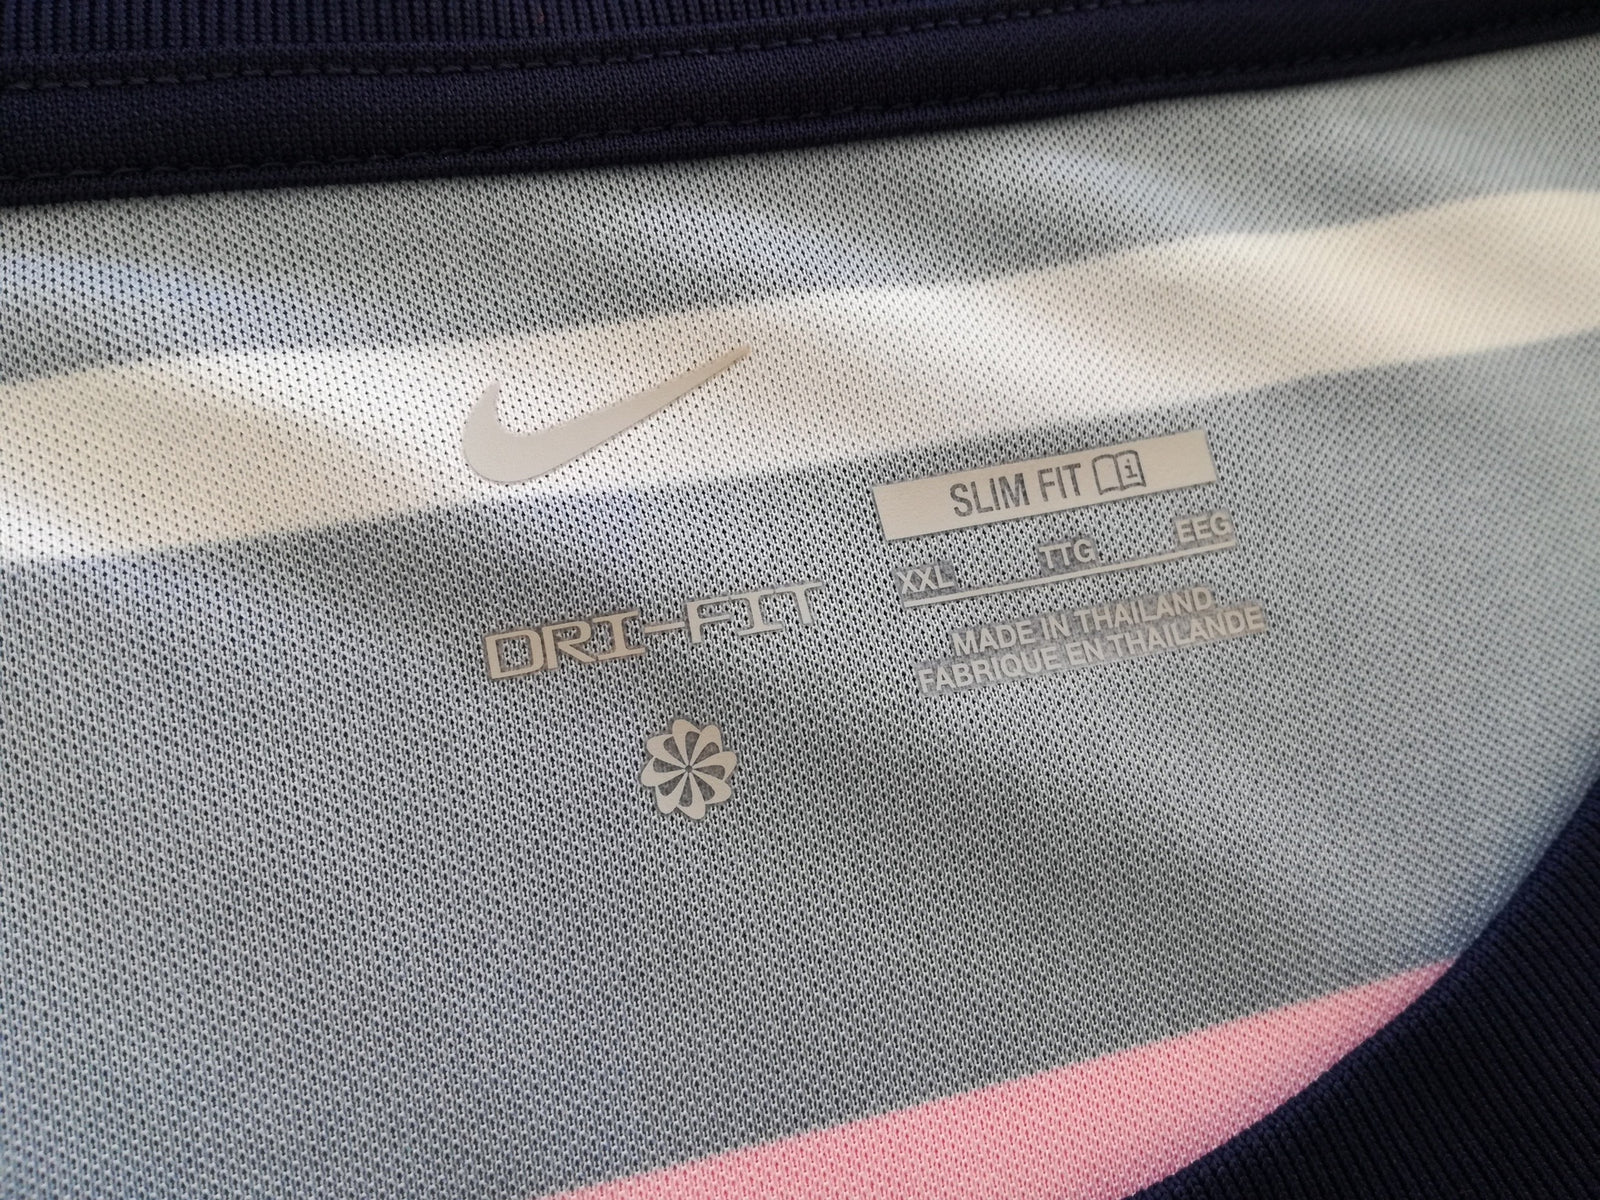 SLIM FIT i
XXL TTG EEG
DRI-FIT
MADE IN THAILAND
FABRIQUE EN THAILANDE